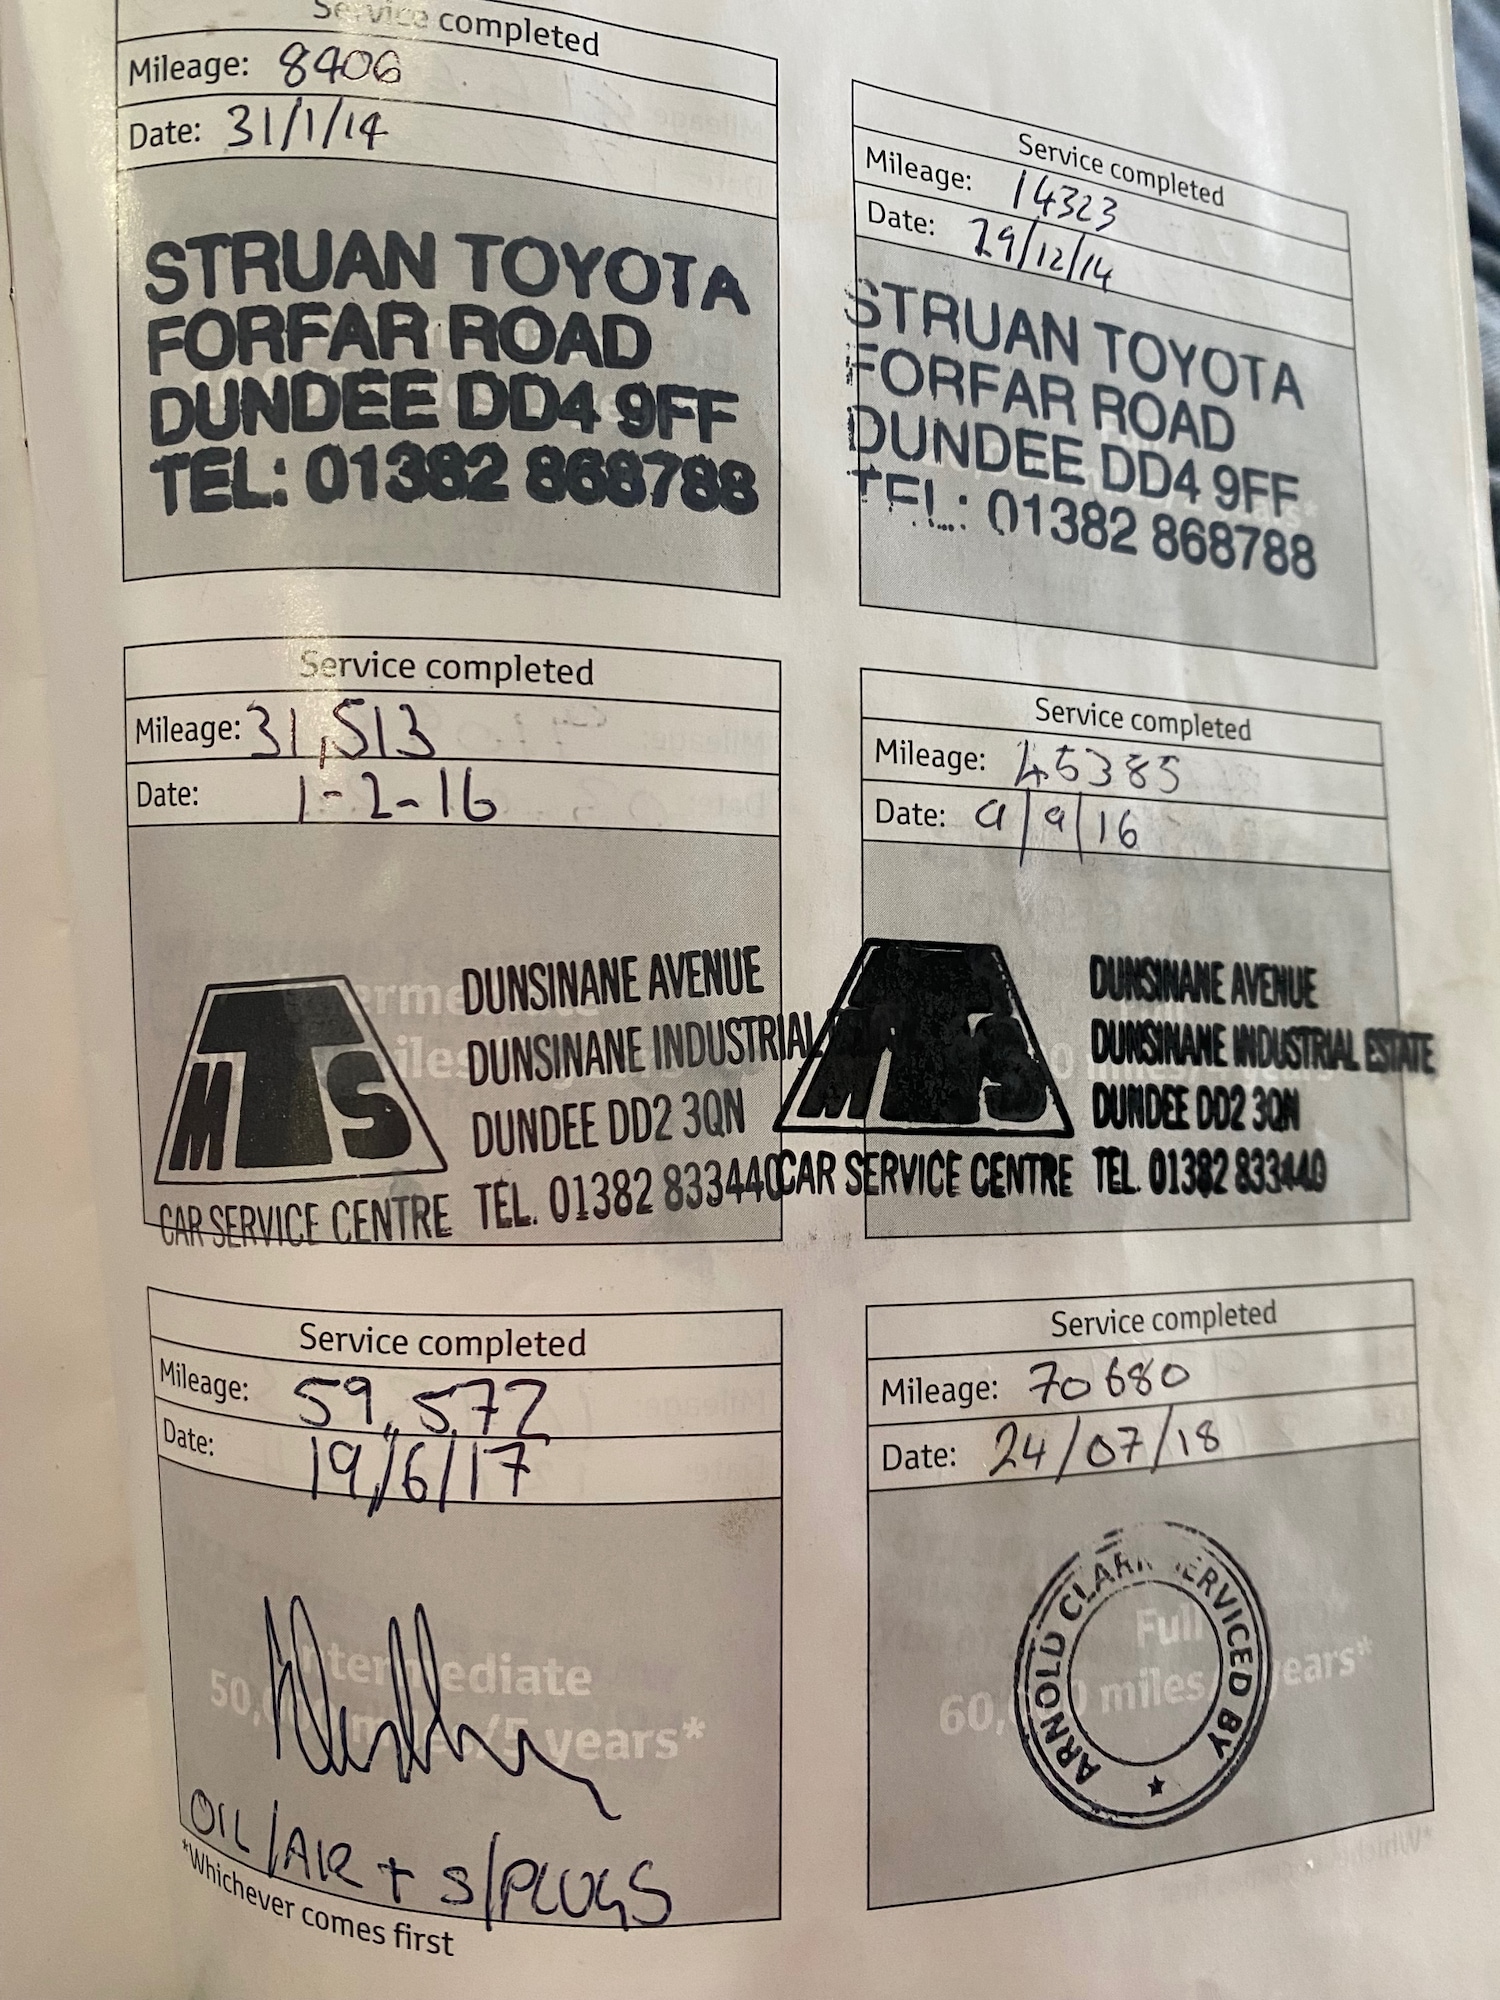 Service completed
Mileage: 8406
Date: 31/1/14
STRUAN TOYOTA
FORFAR ROAD
DUNDEE DD4 9FF
TEL: 01382 868788
Service completed
Mileage: 14323
Date: 29/12/14
STRUAN TOYOTA
FORFAR ROAD
DUNDEE DD4 9FF
TEL: 01382 868788
Service completed
Mileage: 31,513
Date: 1-2-16
MTS
CAR SERVICE CENTRE
DUNSINANE AVENUE
DUNSINANE INDUSTRIAL
DUNDEE DD2 3QN
TEL. 01382 833440
Service completed
Mileage: 45385
Date: 9/9/16
MTS
CAR SERVICE CENTRE
DUNSINANE AVENUE
DUNSINANE INDUSTRIAL ESTATE
DUNDEE DD2 3QN
TEL. 01382 833440
Service completed
Mileage: 59,572
Date: 19/6/17
Intermediate
50,000 miles/5 years*
OIL/AIR + S/PLUGS
*Whichever comes first
Service completed
Mileage: 70680
Date: 24/07/18
Full
60,000 miles/ years*
ARNOLD CLARK SERVICED BY